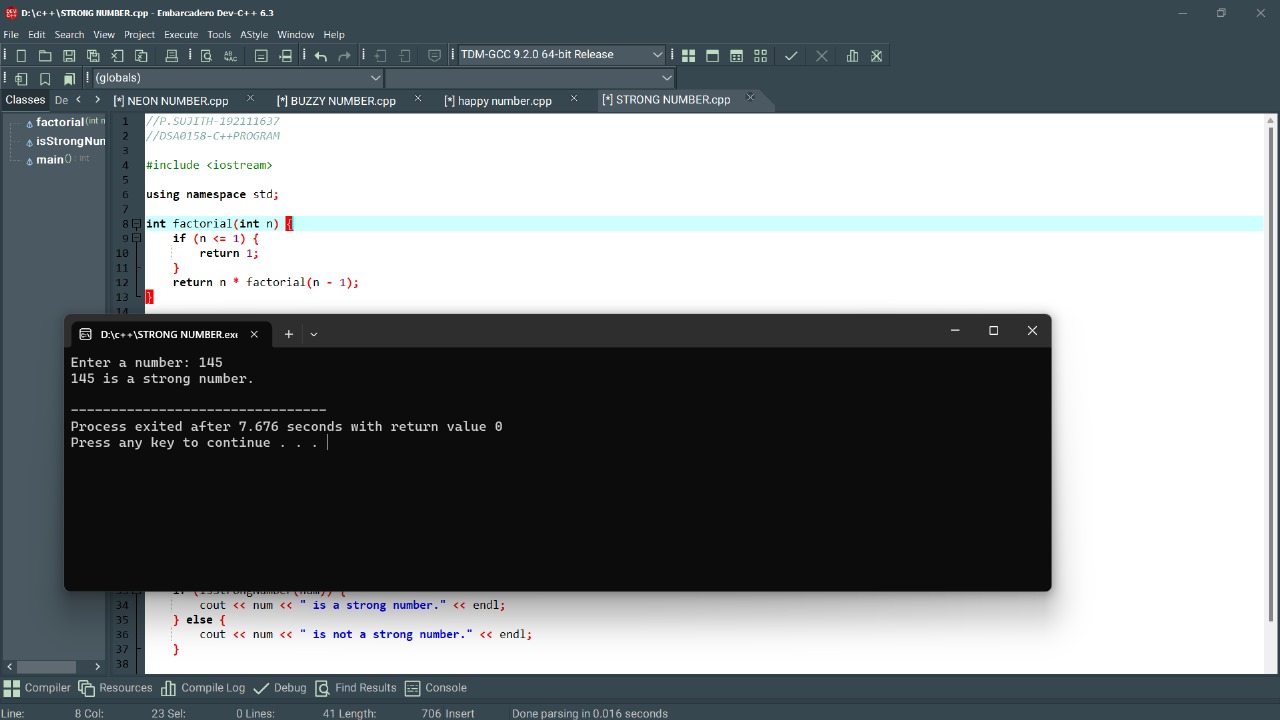 D:\c++\STRONG NUMBER.cpp - Embarcadero Dev-C++ 6.3
File Edit Search View Project Execute Tools AStyle Window Help
TDM-GCC 9.2.0 64-bit Release
(globals)
Classes De [*] NEON NUMBER.cpp [*] BUZZY NUMBER.cpp [*] happy number.cpp [*] STRONG NUMBER.cpp
factorial (int n
isStrongNun
main () : int
1 //P.SUJITH-192111637
2 //DSA0158-C++PROGRAM
3
4 #include <iostream>
5
6 using namespace std;
7
8 int factorial(int n) {
9 if (n <= 1) {
10 return 1;
11 }
12 return n * factorial(n - 1);
13 }
14
D:\c++\STRONG NUMBER.exe
Enter a number: 145
145 is a strong number.
--------------------------------
Process exited after 7.676 seconds with return value 0
Press any key to continue . . .
33 if (isStrongNumber(num)) {
34 cout << num << " is a strong number." << endl;
35 } else {
36 cout << num << " is not a strong number." << endl;
37 }
38
Compiler Resources Compile Log Debug Find Results Console
Line: 8 Col: 23 Sel: 0 Lines: 41 Length: 706 Insert Done parsing in 0.016 seconds